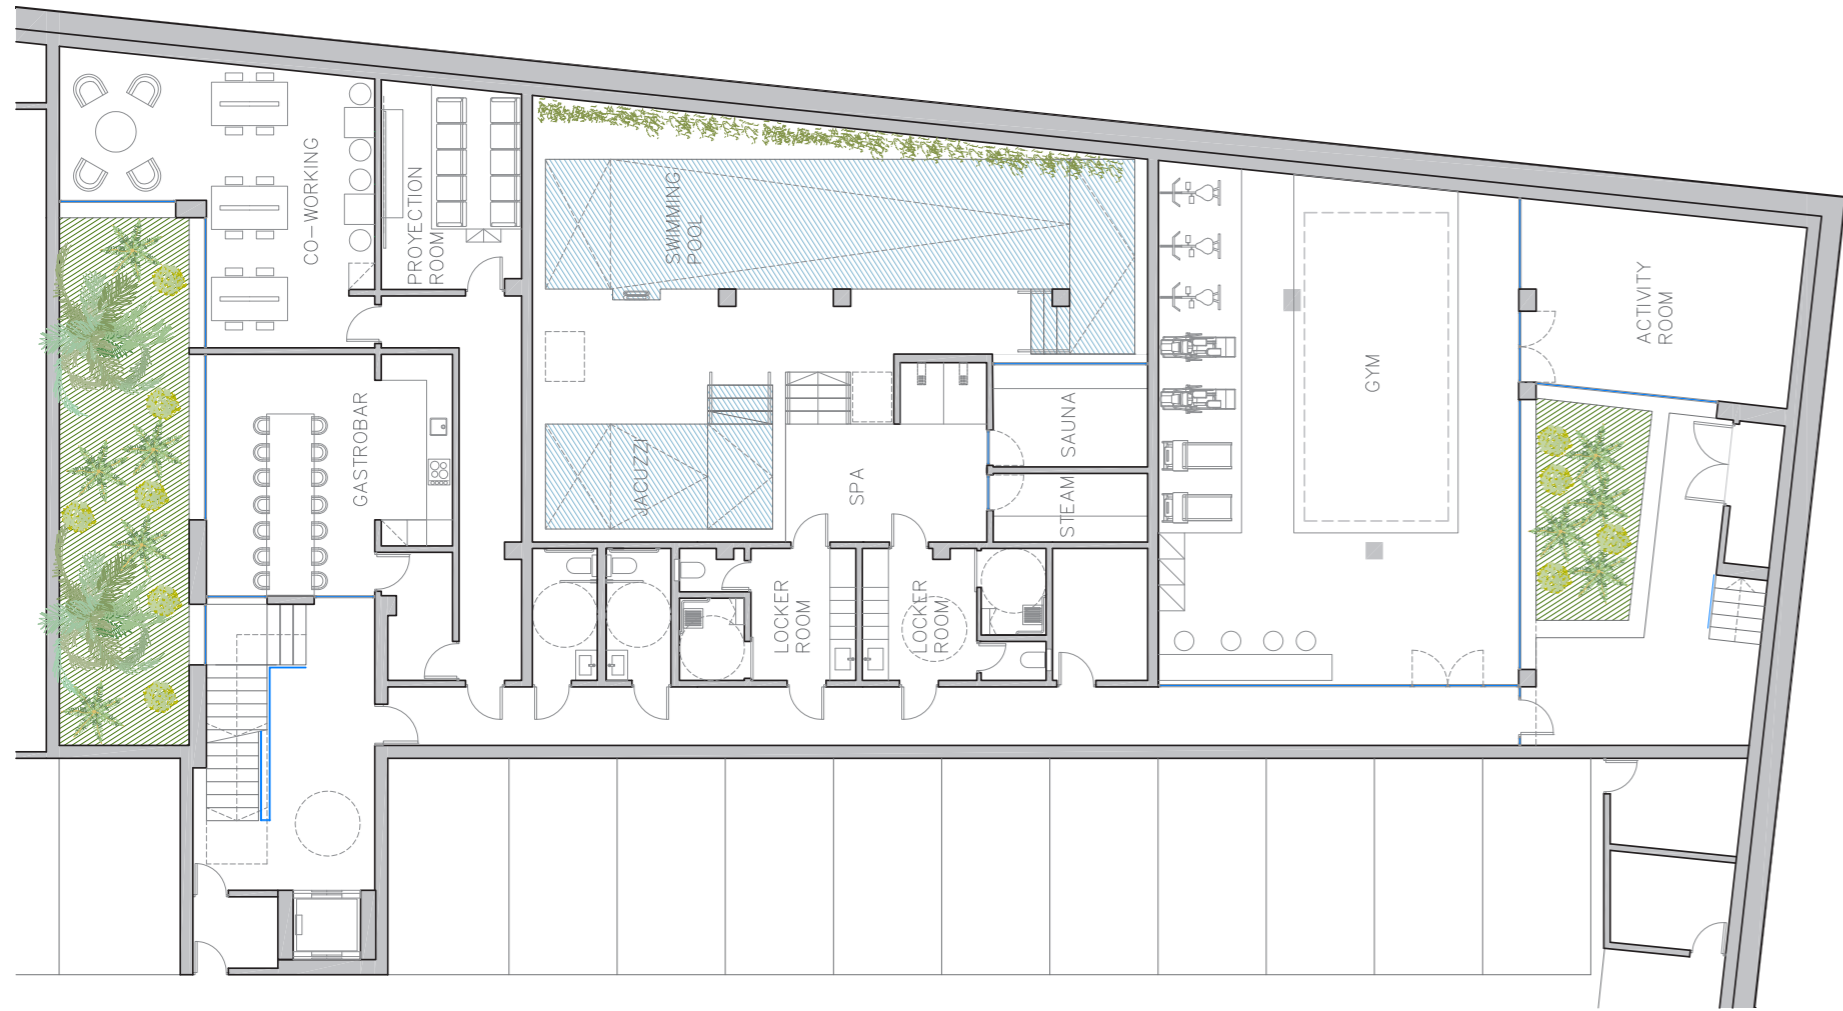 CO-WORKING
PROYECTION
ROOM
SWIMMING
POOL
GYM
ACTIVITY
ROOM
GASTROBAR
JACUZZI
SPA
SAUNA
STEAM
LOCKER
ROOM
LOCKER
ROOM